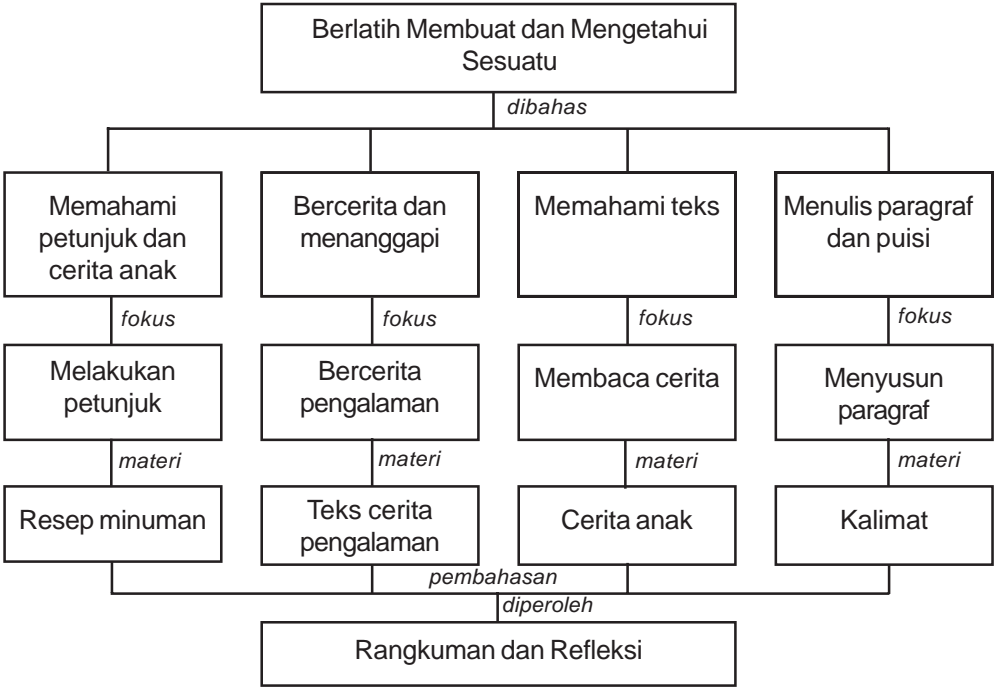 Berlatih Membuat dan Mengetahui
Sesuatu
dibahas
Memahami
petunjuk dan
cerita anak
Bercerita dan
menanggapi
Memahami teks
Menulis paragraf
dan puisi
fokus
fokus
fokus
fokus
Melakukan
petunjuk
Bercerita
pengalaman
Membaca cerita
Menyusun
paragraf
materi
materi
materi
materi
Resep minuman
Teks cerita
pengalaman
Cerita anak
Kalimat
pembahasan
diperoleh
Rangkuman dan Refleksi